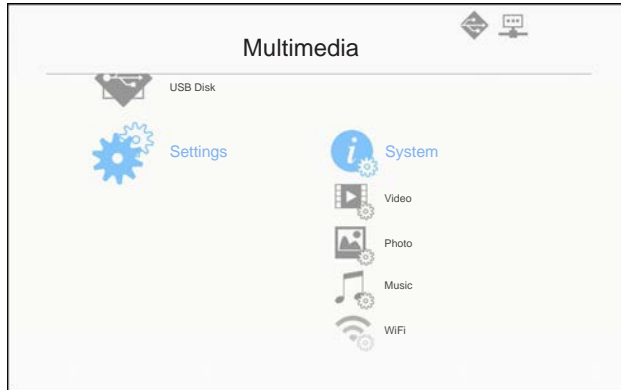 Multimedia
USB Disk
Settings
System
Video
Photo
Music
WiFi